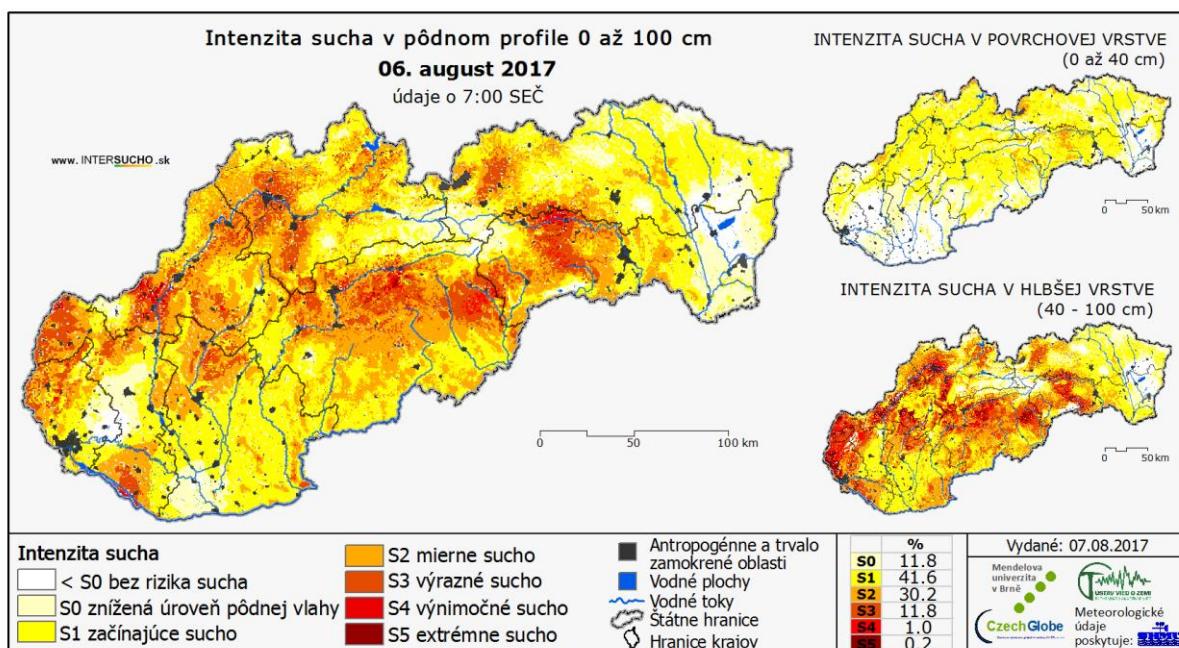 Intenzita sucha v pôdnom profile 0 až 100 cm
06. august 2017
údaje o 7:00 SEČ
www. INTERSUCHO .sk
0 50 100 km
INTENZITA SUCHA V POVRCHOVEJ VRSTVE
(0 až 40 cm)
0 50 km
INTENZITA SUCHA V HLBŠEJ VRSTVE
(40 - 100 cm)
0 50 km
Intenzita sucha
< S0 bez rizika sucha
S0 znížená úroveň pôdnej vlahy
S1 začínajúce sucho
S2 mierne sucho
S3 výrazné sucho
S4 výnimočné sucho
S5 extrémne sucho
Antropogénne a trvalo
zamokrené oblasti
Vodné plochy
Vodné toky
Štátne hranice
Hranice krajov
%
S0 11.8
S1 41.6
S2 30.2
S3 11.8
S4 1.0
S5 0.2
Vydané: 07.08.2017
Mendelova
univerzita
v Brně
CzechGlobe
ÚSTAV VIED O ZEMI
Meteorologické
údaje
poskytuje: